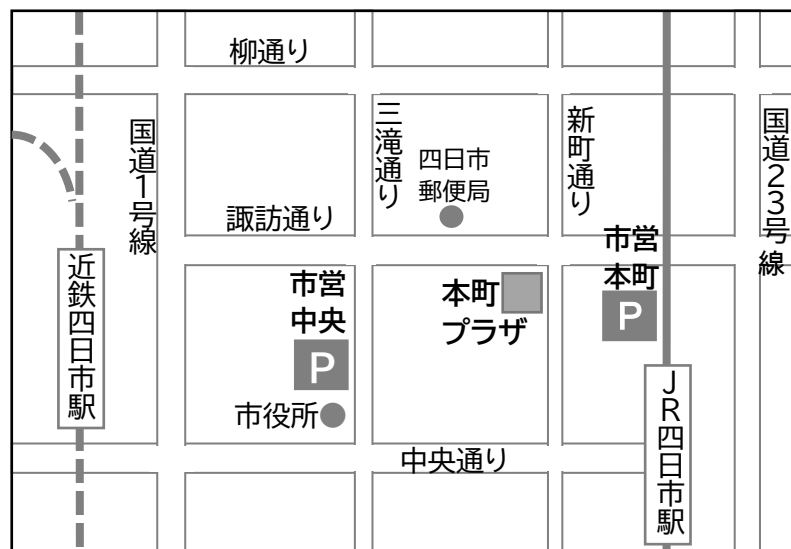 柳通り
国道1号線
三滝通り
四日市
郵便局
新町通り
国道23号線
諏訪通り
市営
本町
P
近鉄四日市駅
市営
中央
P
本町
プラザ
市役所
JR四日市駅
中央通り